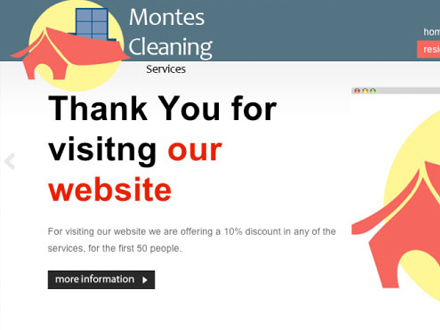 Montes
Cleaning
Services
hom
resi
Thank You for
visitng our
website
For visiting our website we are offering a 10% discount in any of the
services, for the first 50 people.
more information